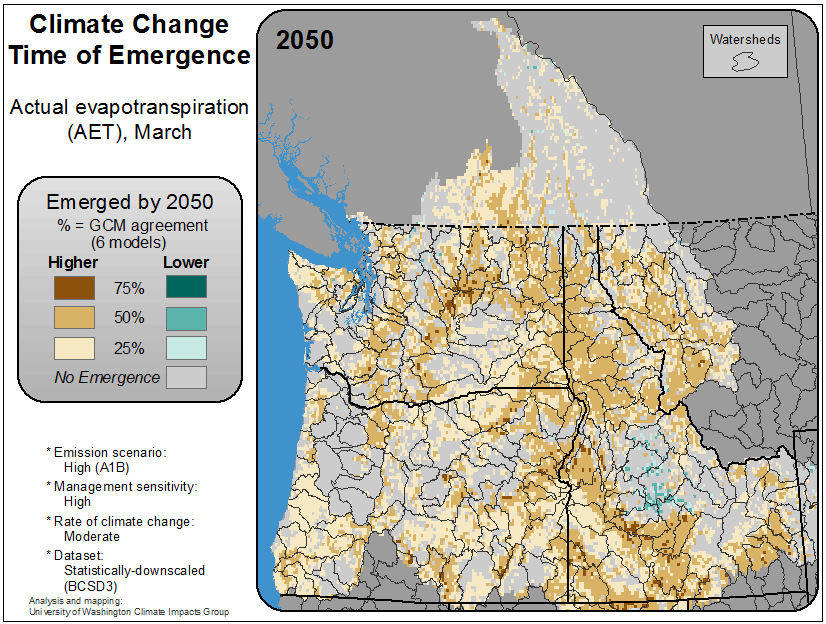 Climate Change
Time of Emergence
Actual evapotranspiration
(AET), March
Emerged by 2050
% = GCM agreement
(6 models)
Higher Lower
75%
50%
25%
No Emergence
* Emission scenario:
High (A1B)
* Management sensitivity:
High
* Rate of climate change:
Moderate
* Dataset:
Statistically-downscaled
(BCSD3)
Analysis and mapping:
University of Washington Climate Impacts Group
2050
Watersheds